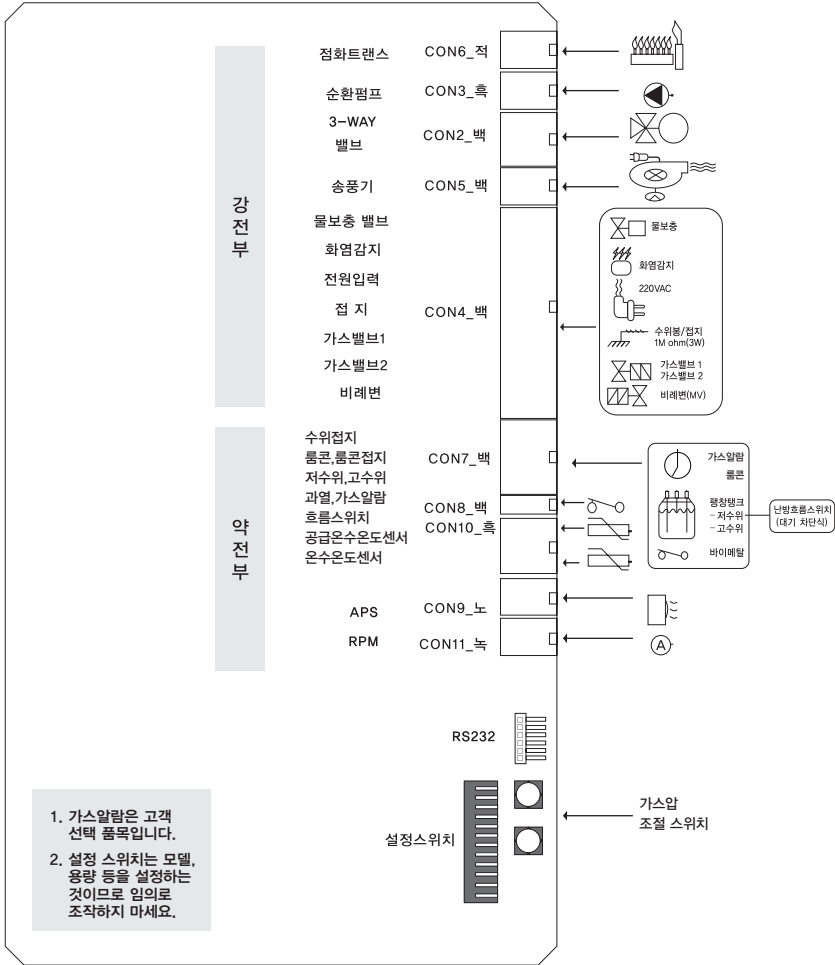 강전부
점화트랜스 CON6_적
순환펌프 CON3_흑
3-WAY
밸브
CON2_백
송풍기 CON5_백
물보충 밸브
화염감지
전원입력
접 지
가스밸브1
가스밸브2
비례변
CON4_백
물보충
화염감지
220VAC
수위봉/접지
1M ohm(3W)
가스밸브 1
가스밸브 2
비례변(MV)
약전부
수위접지
룸콘,룸콘접지
저수위,고수위
과열,가스알람
흐름스위치
공급온수온도센서
온수온도센서
CON7_백
CON8_백
CON10_흑
가스알람
룸콘
팽창탱크
- 저수위
- 고수위
바이메탈
난방흐름스위치
(대기 차단식)
APS CON9_노
RPM CON11_녹
A
RS232
설정스위치
가스압
조절 스위치
1. 가스알람은 고객
선택 품목입니다.
2. 설정 스위치는 모델,
용량 등을 설정하는
것이므로 임의로
조작하지 마세요.